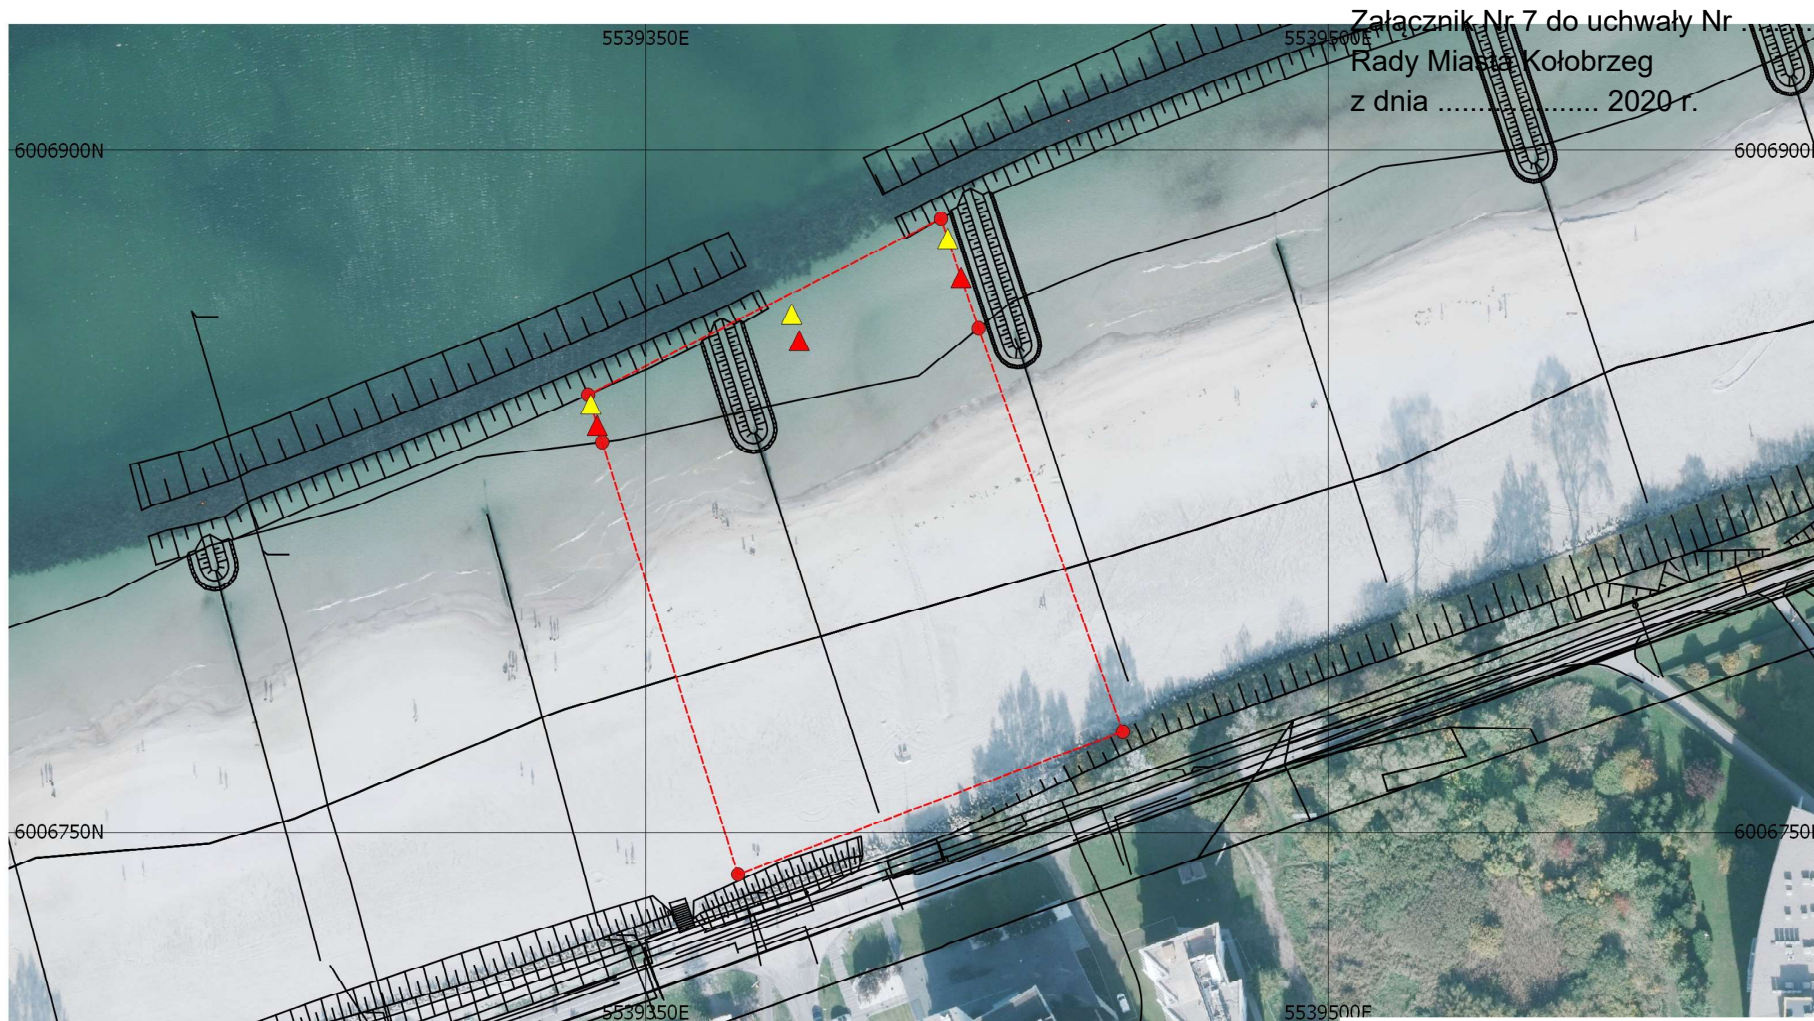 Załącznik Nr 7 do uchwały Nr ........
Rady Miasta Kołobrzeg
z dnia .................... 2020 r.
5539350E
5539500E
6006900N
6006900N
6006750N
6006750N
5539350E
5539500E